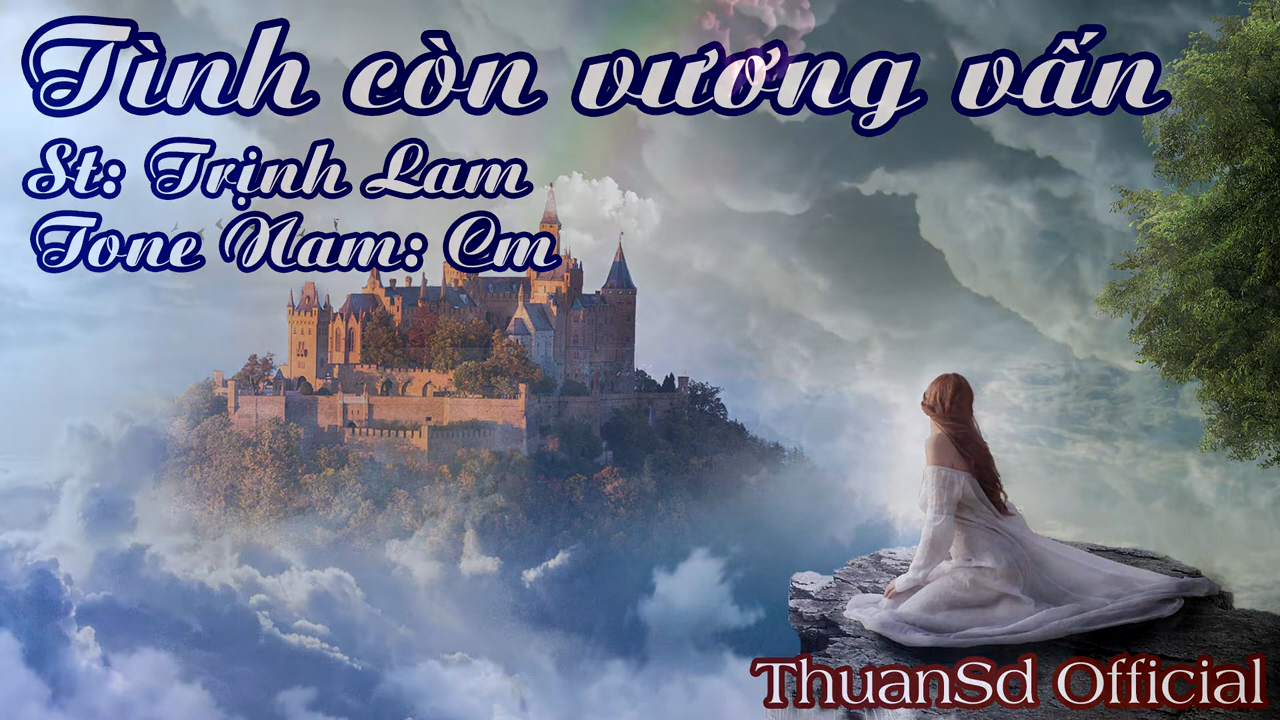 Tình còn vương vấn
St: Trịnh Lam
Tone Nam: Cm
ThuanSd Official